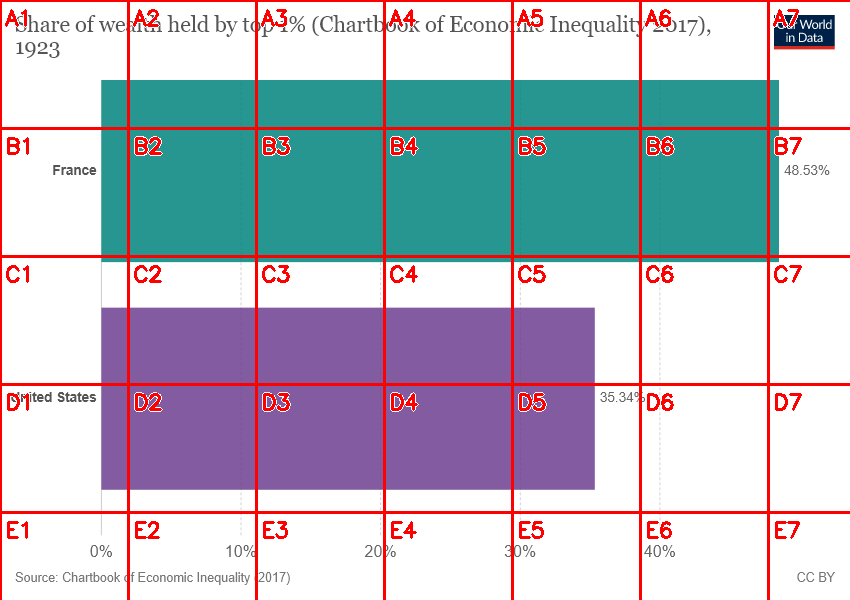 A1 A2 A3 A4 A5 A6 A7
Share of wealth held by top 1% (Chartbook of Economic Inequality 2017),
1923
Our World
in Data
B1 B2 B3 B4 B5 B6 B7
France
48.53%
C1 C2 C3 C4 C5 C6 C7
United States
35.34%
D1 D2 D3 D4 D5 D6 D7
E1 E2 E3 E4 E5 E6 E7
0% 10% 20% 30% 40%
Source: Chartbook of Economic Inequality (2017)
CC BY